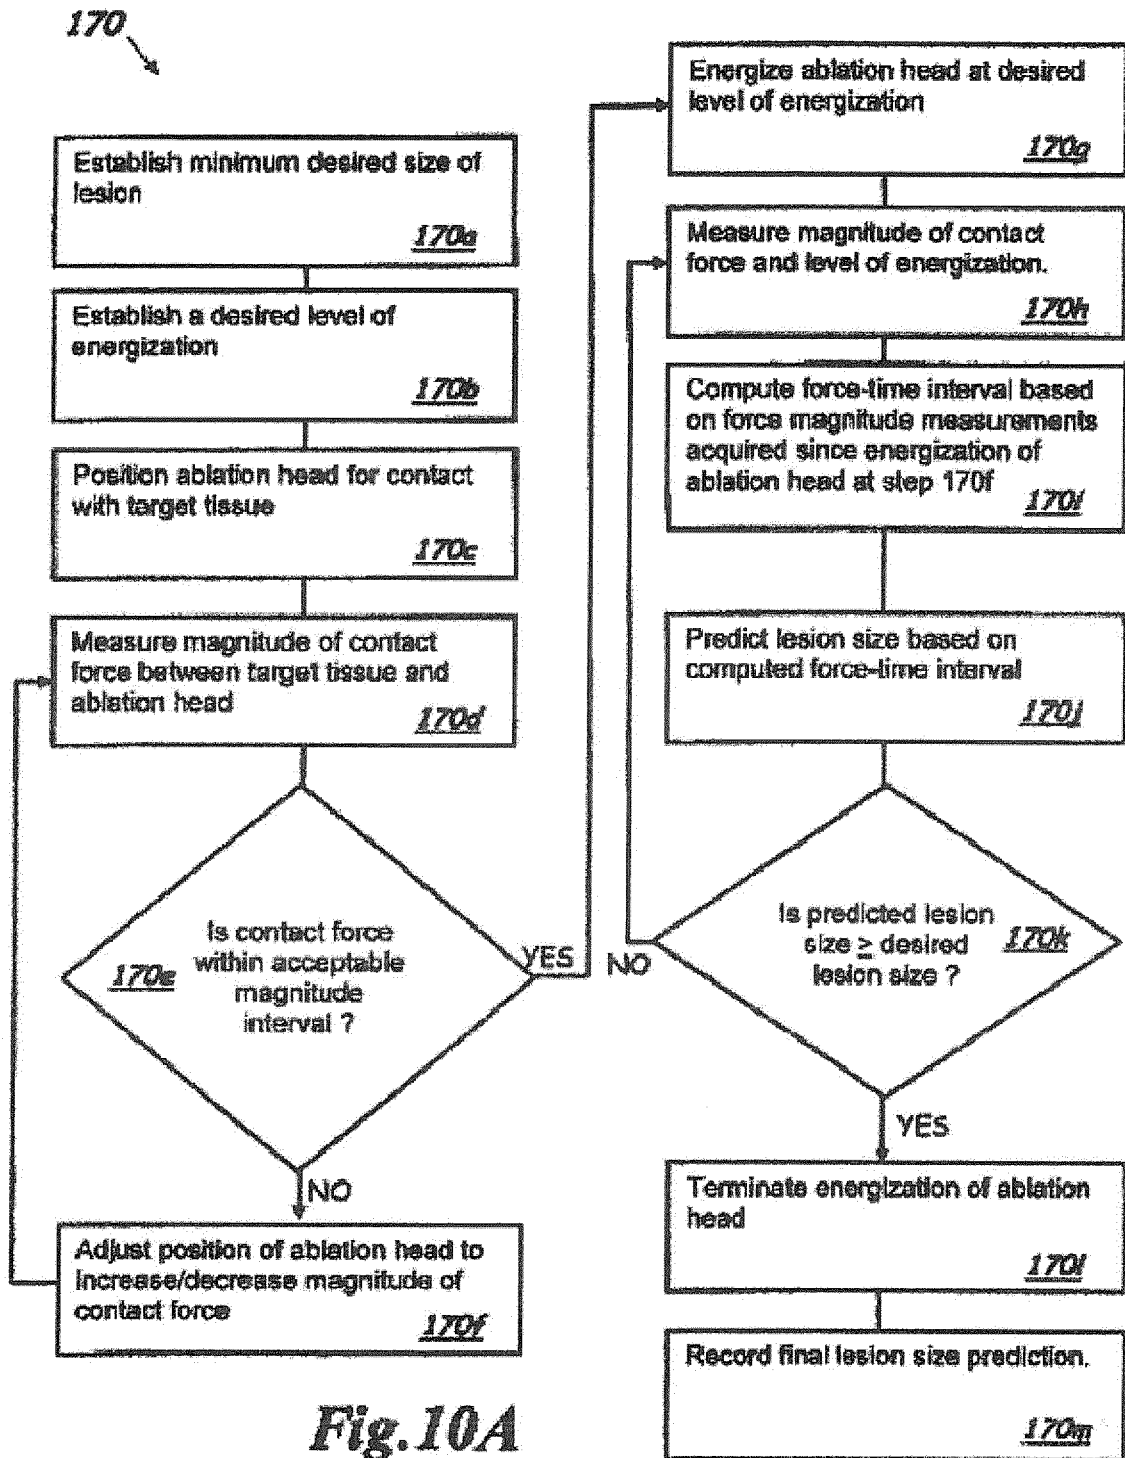 170
Establish minimum desired size of
lesion
170a
Establish a desired level of
energization
170b
Position ablation head for contact
with target tissue
170c
Measure magnitude of contact
force between target tissue and
ablation head
170d
Is contact force
within acceptable
magnitude
interval ?
170e
YES
NO
Adjust position of ablation head to
increase/decrease magnitude of
contact force
170f
Energize ablation head at desired
level of energization
170g
Measure magnitude of contact
force and level of energization.
170h
Compute force-time interval based
on force magnitude measurements
acquired since energization of
ablation head at step 170f
170i
Predict lesion size based on
computed force-time interval
170j
Is predicted lesion
size ≥ desired
lesion size ?
170k
NO
YES
Terminate energization of ablation
head
170l
Record final lesion size prediction.
170m
Fig.10A